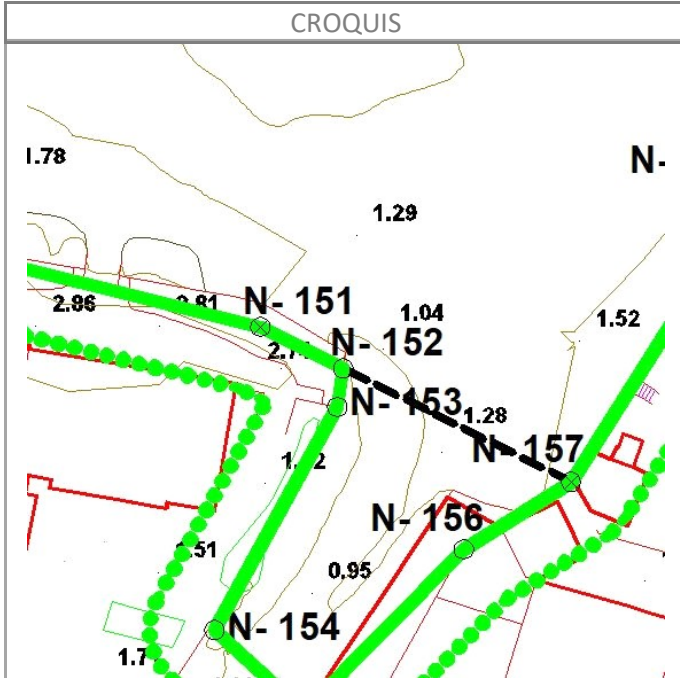 CROQUIS
1.78
N-
1.29
2.86
N- 151
1.04
1.52
N- 152
N- 153
1.28
N- 157
N- 156
0.95
N- 154